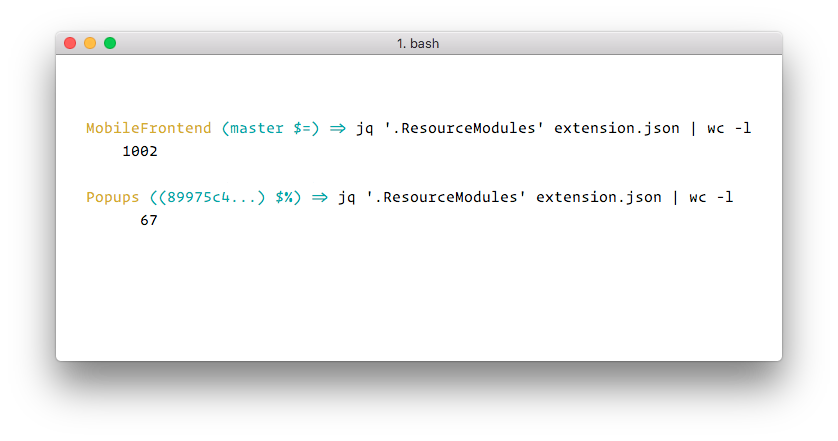 1. bash
MobileFrontend (master $=) => jq '.ResourceModules' extension.json | wc -l
1002
Popups ((89975c4...) $%) => jq '.ResourceModules' extension.json | wc -l
67